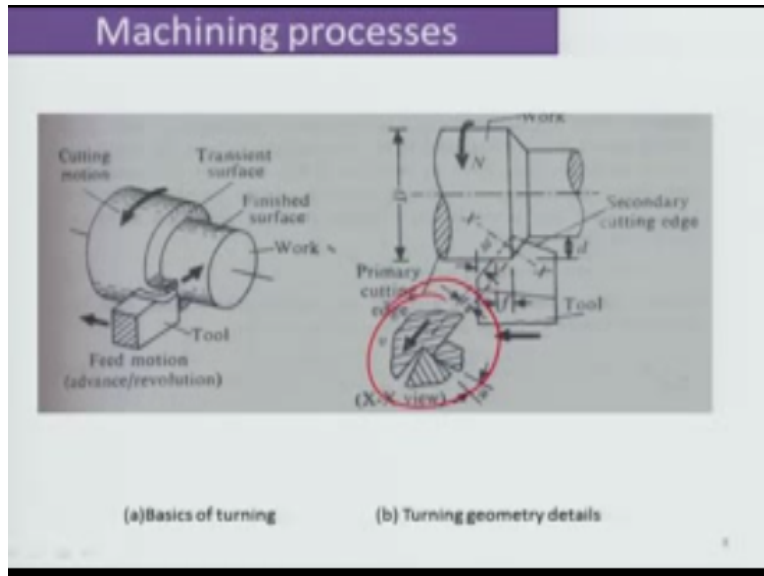 Machining processes
Cutting
motion
Transient
surface
Finished
surface
Work
Tool
Feed motion
(advance/revolution)
Work
N
D
Secondary
cutting edge
d
Primary
cutting
edge
X
X
f
Tool
v
(X-X view)
(a)Basics of turning
(b) Turning geometry details